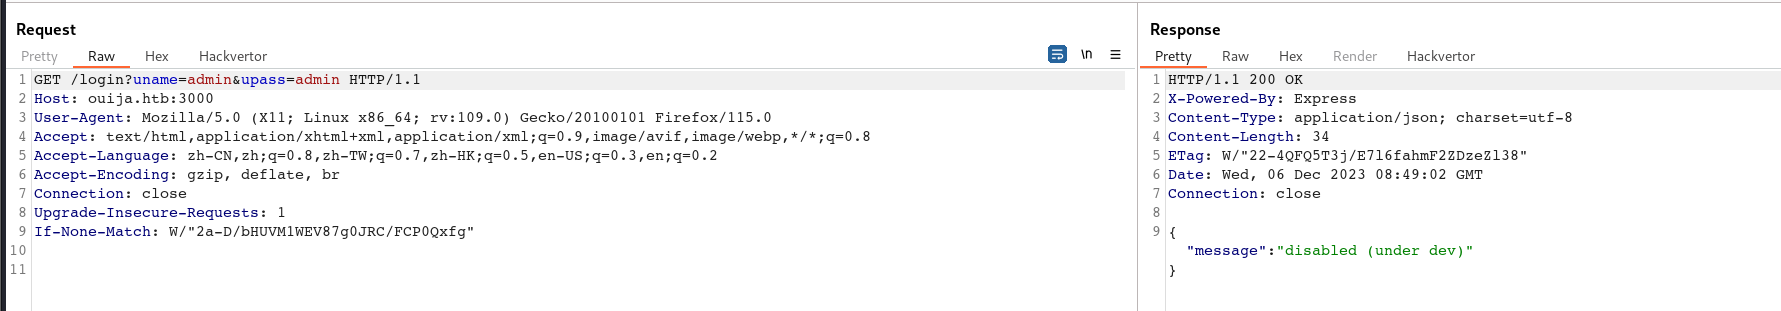 Request
Pretty Raw Hex Hackvertor \n
1 GET /login?uname=admin&upass=admin HTTP/1.1
2 Host: ouija.htb:3000
3 User-Agent: Mozilla/5.0 (X11; Linux x86_64; rv:109.0) Gecko/20100101 Firefox/115.0
4 Accept: text/html,application/xhtml+xml,application/xml;q=0.9,image/avif,image/webp,*/*;q=0.8
5 Accept-Language: zh-CN,zh;q=0.8,zh-TW;q=0.7,zh-HK;q=0.5,en-US;q=0.3,en;q=0.2
6 Accept-Encoding: gzip, deflate, br
7 Connection: close
8 Upgrade-Insecure-Requests: 1
9 If-None-Match: W/"2a-D/bHUVM1WEV87g0JRC/FCP0Qxfg"
10
11
Response
Pretty Raw Hex Render Hackvertor
1 HTTP/1.1 200 OK
2 X-Powered-By: Express
3 Content-Type: application/json; charset=utf-8
4 Content-Length: 34
5 ETag: W/"22-4QFQ5T3j/E7l6fahmF2ZDzeZl38"
6 Date: Wed, 06 Dec 2023 08:49:02 GMT
7 Connection: close
8
9 {
"message":"disabled (under dev)"
}